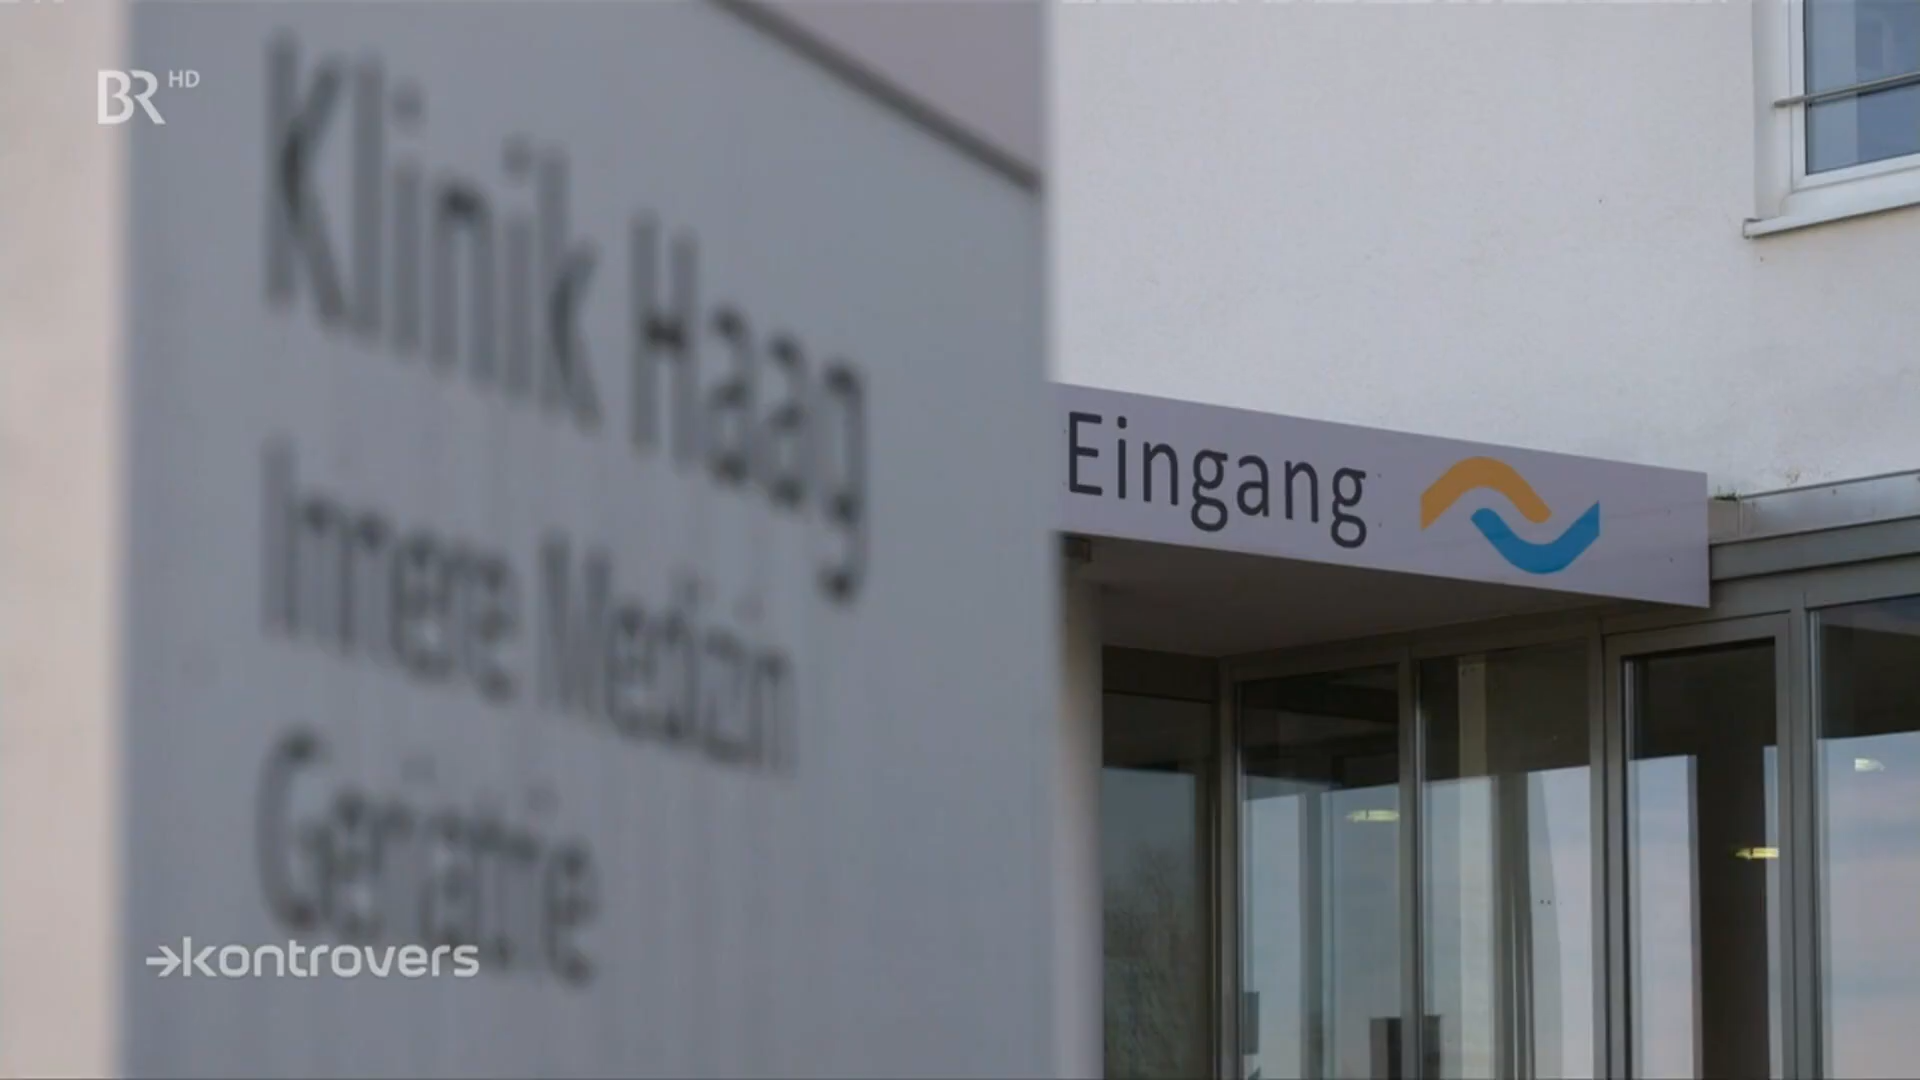 BR HD
Klinik Haag
Innere Medizin
Geriatrie
Eingang
kontrovers